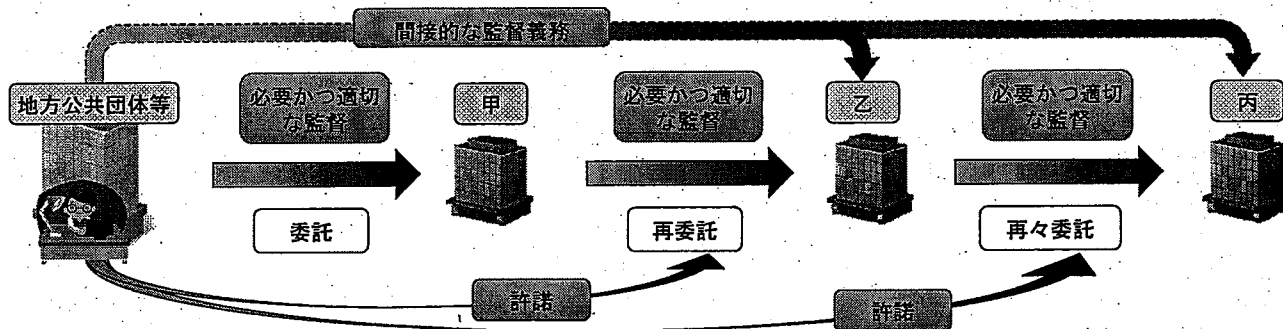 間接的な監督義務
地方公共団体等
必要かつ適切
な監督
甲
必要かつ適切
な監督
乙
必要かつ適切
な監督
丙
委託
再委託
再々委託
許諾
許諾